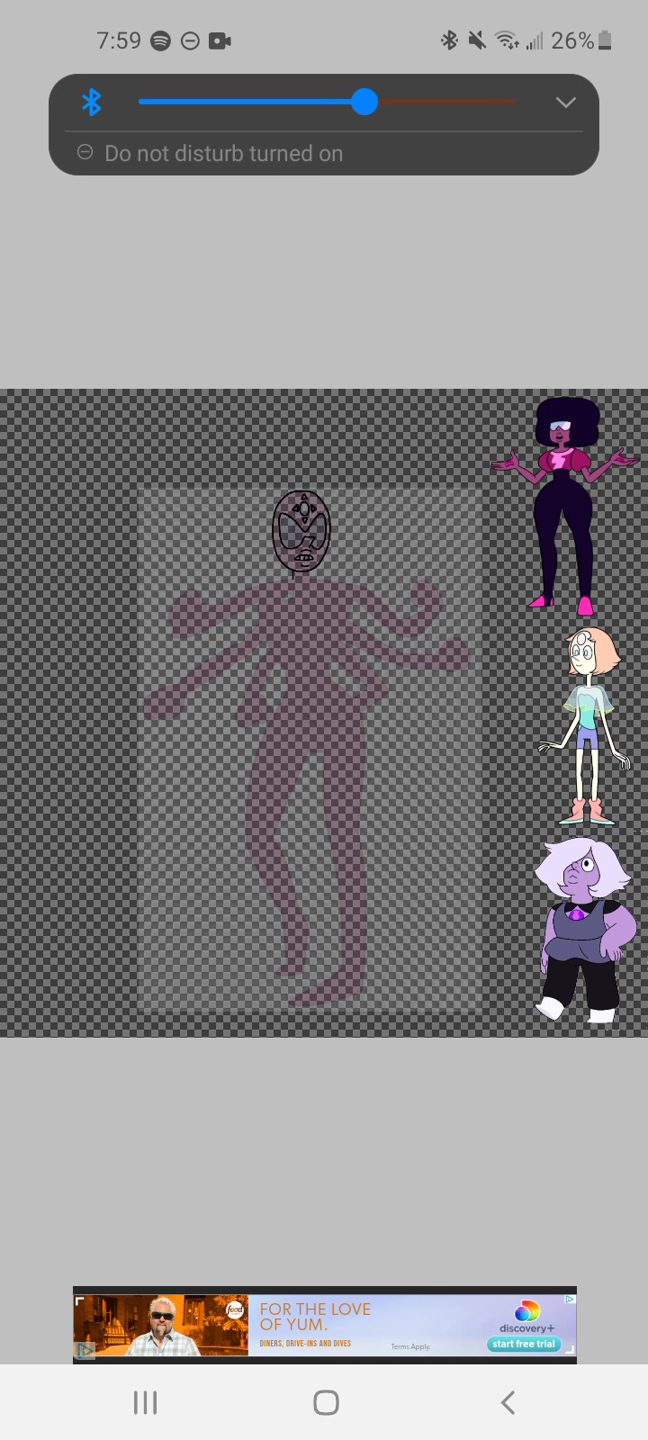 7:59
26%
Do not disturb turned on
food
FOR THE LOVE
OF YUM.
DINERS, DRIVE-INS AND DIVES
Terms Apply.
discovery+
start free trial